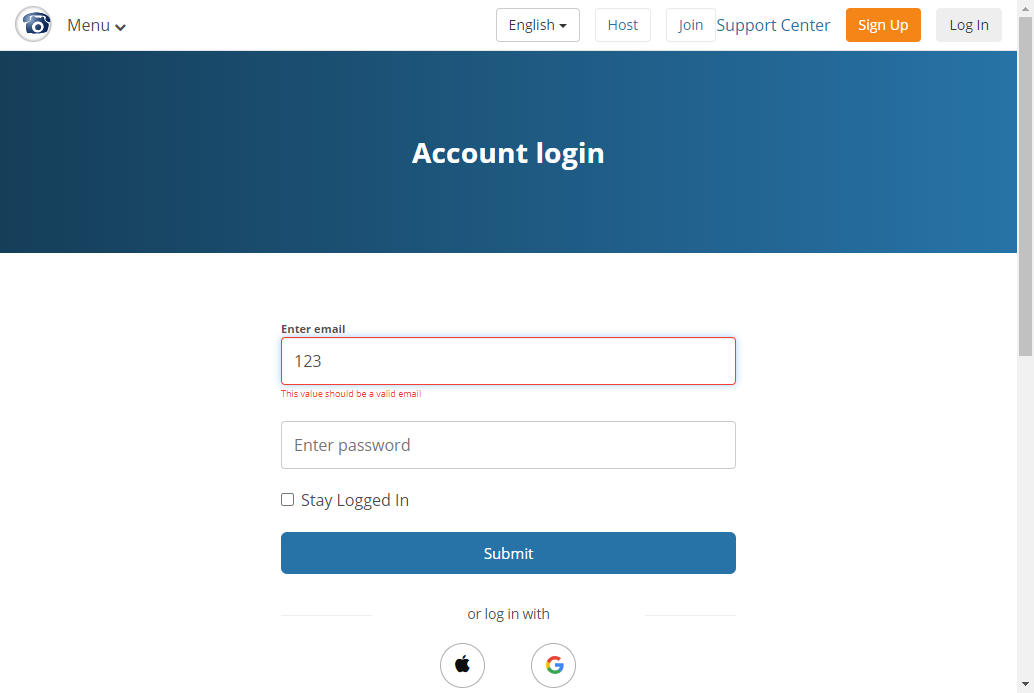 Menu English Host Join Support Center Sign Up Log In
Account login
Enter email
123
This value should be a valid email
Enter password
Stay Logged In
Submit
or log in with